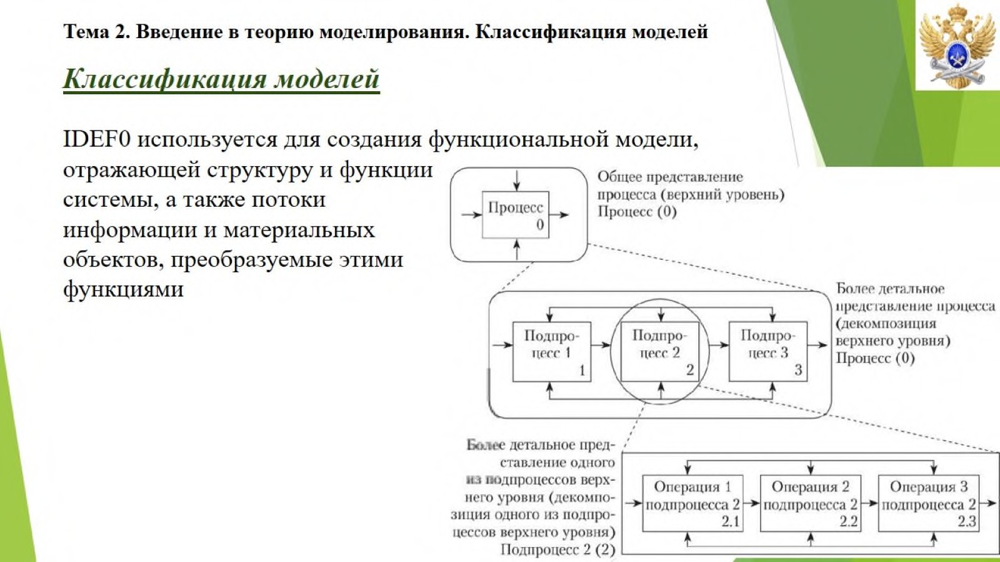 Тема 2. Введение в теорию моделирования. Классификация моделей
Классификация моделей
IDEF0 используется для создания функциональной модели,
отражающей структуру и функции
системы, а также потоки
информации и материальных
объектов, преобразуемые этими
функциями
Процесс
0
Общее представление
процесса (верхний уровень)
Процесс (0)
Более детальное
представление процесса
(декомпозиция
верхнего уровня)
Процесс (0)
Подпро-
цесс 1
1
Подпро-
цесс 2
2
Подпро-
цесс 3
3
Более детальное пред-
ставление одного
из подпроцессов верх-
него уровня (декомпо-
зиция одного из подпро-
цессов верхнего уровня)
Подпроцесс 2 (2)
Операция 1
подпроцесса 2
2.1
Операция 2
подпроцесса 2
2.2
Операция 3
подпроцесса 2
2.3